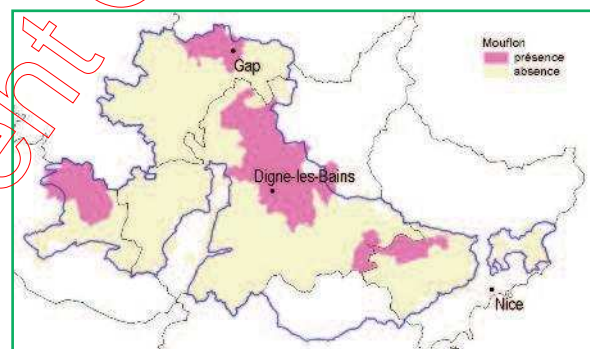 Mouflon
présence
absence
Gap
Digne-les-Bains
Nice